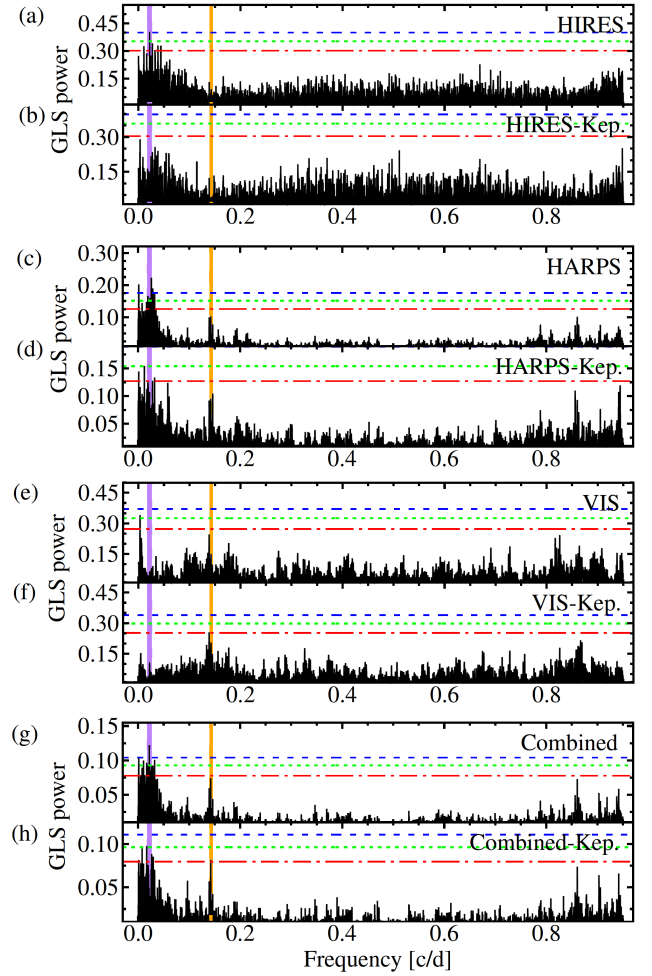 (a)
GLS power
0.45
0.30
0.15
HIRES
(b)
0.30
0.15
HIRES-Kep.
0.0 0.2 0.4 0.6 0.8
(c)
GLS power
0.30
0.20
0.10
HARPS
(d)
0.15
0.10
0.05
HARPS-Kep.
0.0 0.2 0.4 0.6 0.8
(e)
GLS power
0.45
0.30
0.15
VIS
(f)
0.45
0.30
0.15
VIS-Kep.
0.0 0.2 0.4 0.6 0.8
(g)
GLS power
0.15
0.10
0.05
Combined
(h)
0.10
0.05
Combined-Kep.
0.0 0.2 0.4 0.6 0.8
Frequency [c/d]